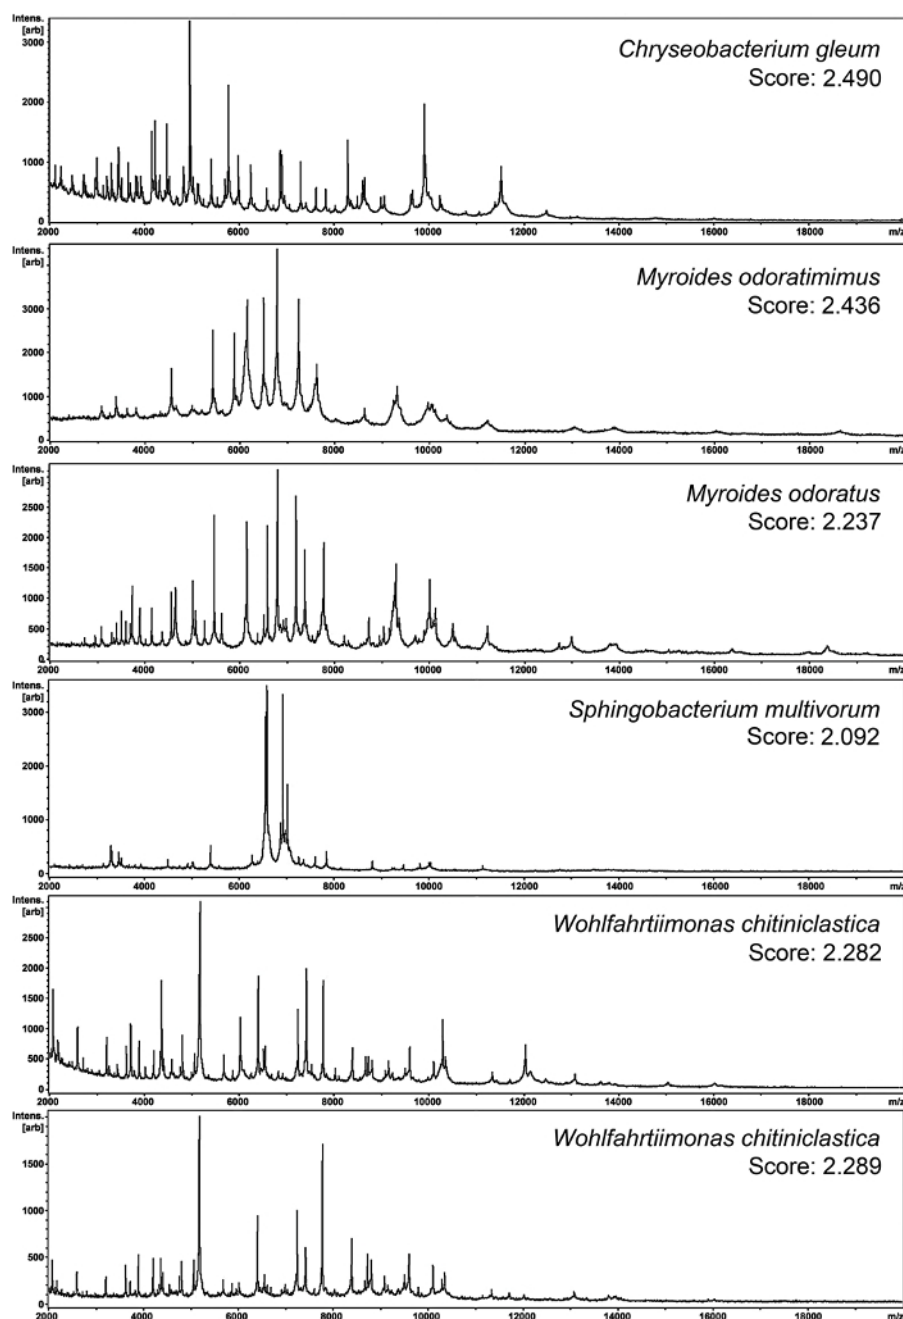 Intens.
[arb]
Chryseobacterium gleum
Score: 2.490
3000
2000
1000
0
2000 4000 6000 8000 10000 12000 14000 16000 18000 m/z
Intens.
[arb]
Myroides odoratimimus
Score: 2.436
3000
2000
1000
0
2000 4000 6000 8000 10000 12000 14000 16000 18000 m/z
Intens.
[arb]
Myroides odoratus
Score: 2.237
2500
2000
1500
1000
500
0
2000 4000 6000 8000 10000 12000 14000 16000 18000 m/z
Intens.
[arb]
Sphingobacterium multivorum
Score: 2.092
3000
2000
1000
0
2000 4000 6000 8000 10000 12000 14000 16000 18000 m/z
Intens.
[arb]
Wohlfahrtiimonas chitiniclastica
Score: 2.282
2500
2000
1500
1000
500
0
2000 4000 6000 8000 10000 12000 14000 16000 18000 m/z
Intens.
[arb]
Wohlfahrtiimonas chitiniclastica
Score: 2.289
1500
1000
500
0
2000 4000 6000 8000 10000 12000 14000 16000 18000 m/z